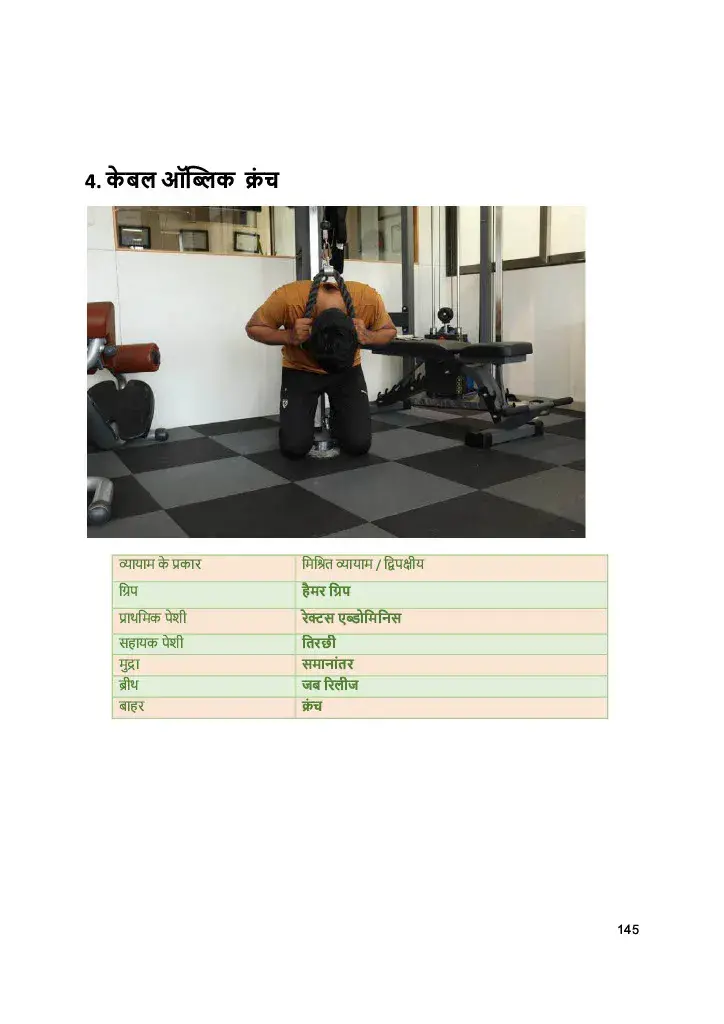 4. केबल ऑब्लिक क्रंच
व्यायाम के प्रकार मिश्रित व्यायाम / द्विपक्षीय
ग्रिप हैमर ग्रिप
प्राथमिक पेशी रेक्टस एब्डोमिनिस
सहायक पेशी तिरछी
मुद्रा समानांतर
ब्रीथ जब रिलीज
बाहर क्रंच
145